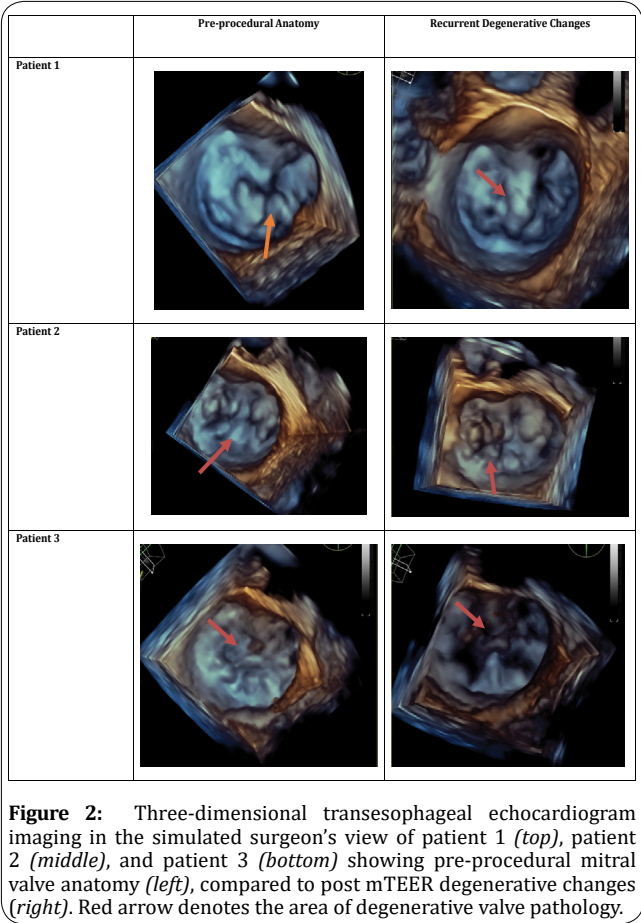 Pre-procedural Anatomy
Recurrent Degenerative Changes
Patient 1
Patient 2
Patient 3
Figure 2: Three-dimensional transesophageal echocardiogram
imaging in the simulated surgeon's view of patient 1 (top), patient
2 (middle), and patient 3 (bottom) showing pre-procedural mitral
valve anatomy (left), compared to post mTEER degenerative changes
(right). Red arrow denotes the area of degenerative valve pathology.